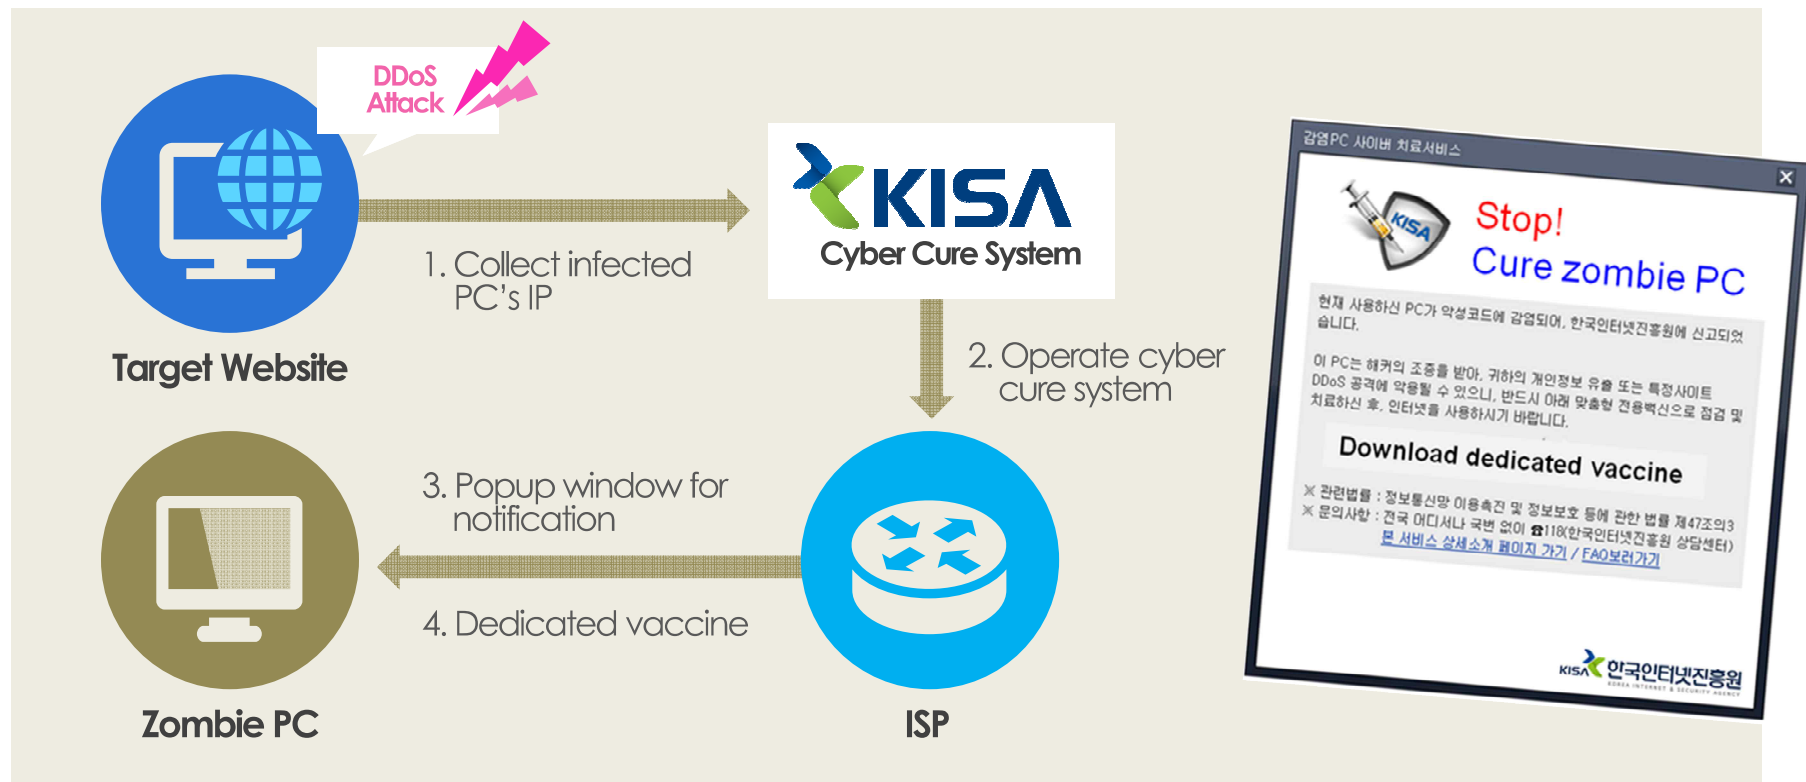 DDoS
Attack
KISA
Cyber Cure System
1. Collect infected
PC's IP
Target Website
2. Operate cyber
cure system
3. Popup window for
notification
4. Dedicated vaccine
Zombie PC
ISP
감염PC 사이버 치료서비스
KISA
Stop!
Cure zombie PC
현재 사용하신 PC가 악성코드에 감염되어, 한국인터넷진흥원에 신고되었
습니다.
이 PC는 해커의 조종을 받아, 귀하의 개인정보 유출 또는 특정사이트
DDoS 공격에 악용될 수 있으니, 반드시 아래 맞춤형 전용백신으로 점검 및
치료하신 후, 인터넷을 사용하시기 바랍니다.
Download dedicated vaccine
※ 관련법률 : 정보통신망 이용촉진 및 정보보호 등에 관한 법률 제47조의3
※ 문의사항 : 전국 어디서나 국번 없이 ☎118(한국인터넷진흥원 상담센터)
본 서비스 상세소개 페이지 가기 / FAQ보러가기
KISA 한국인터넷진흥원
KOREA INTERNET & SECURITY AGENCY